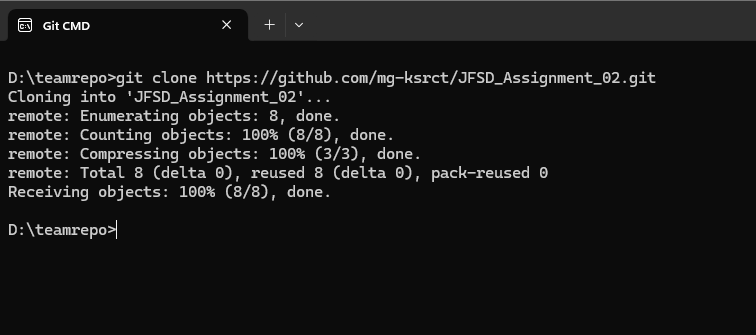 Git CMD
D:\teamrepo>git clone https://github.com/mg-ksrct/JFSD_Assignment_02.git
Cloning into 'JFSD_Assignment_02'...
remote: Enumerating objects: 8, done.
remote: Counting objects: 100% (8/8), done.
remote: Compressing objects: 100% (3/3), done.
remote: Total 8 (delta 0), reused 8 (delta 0), pack-reused 0
Receiving objects: 100% (8/8), done.
D:\teamrepo>